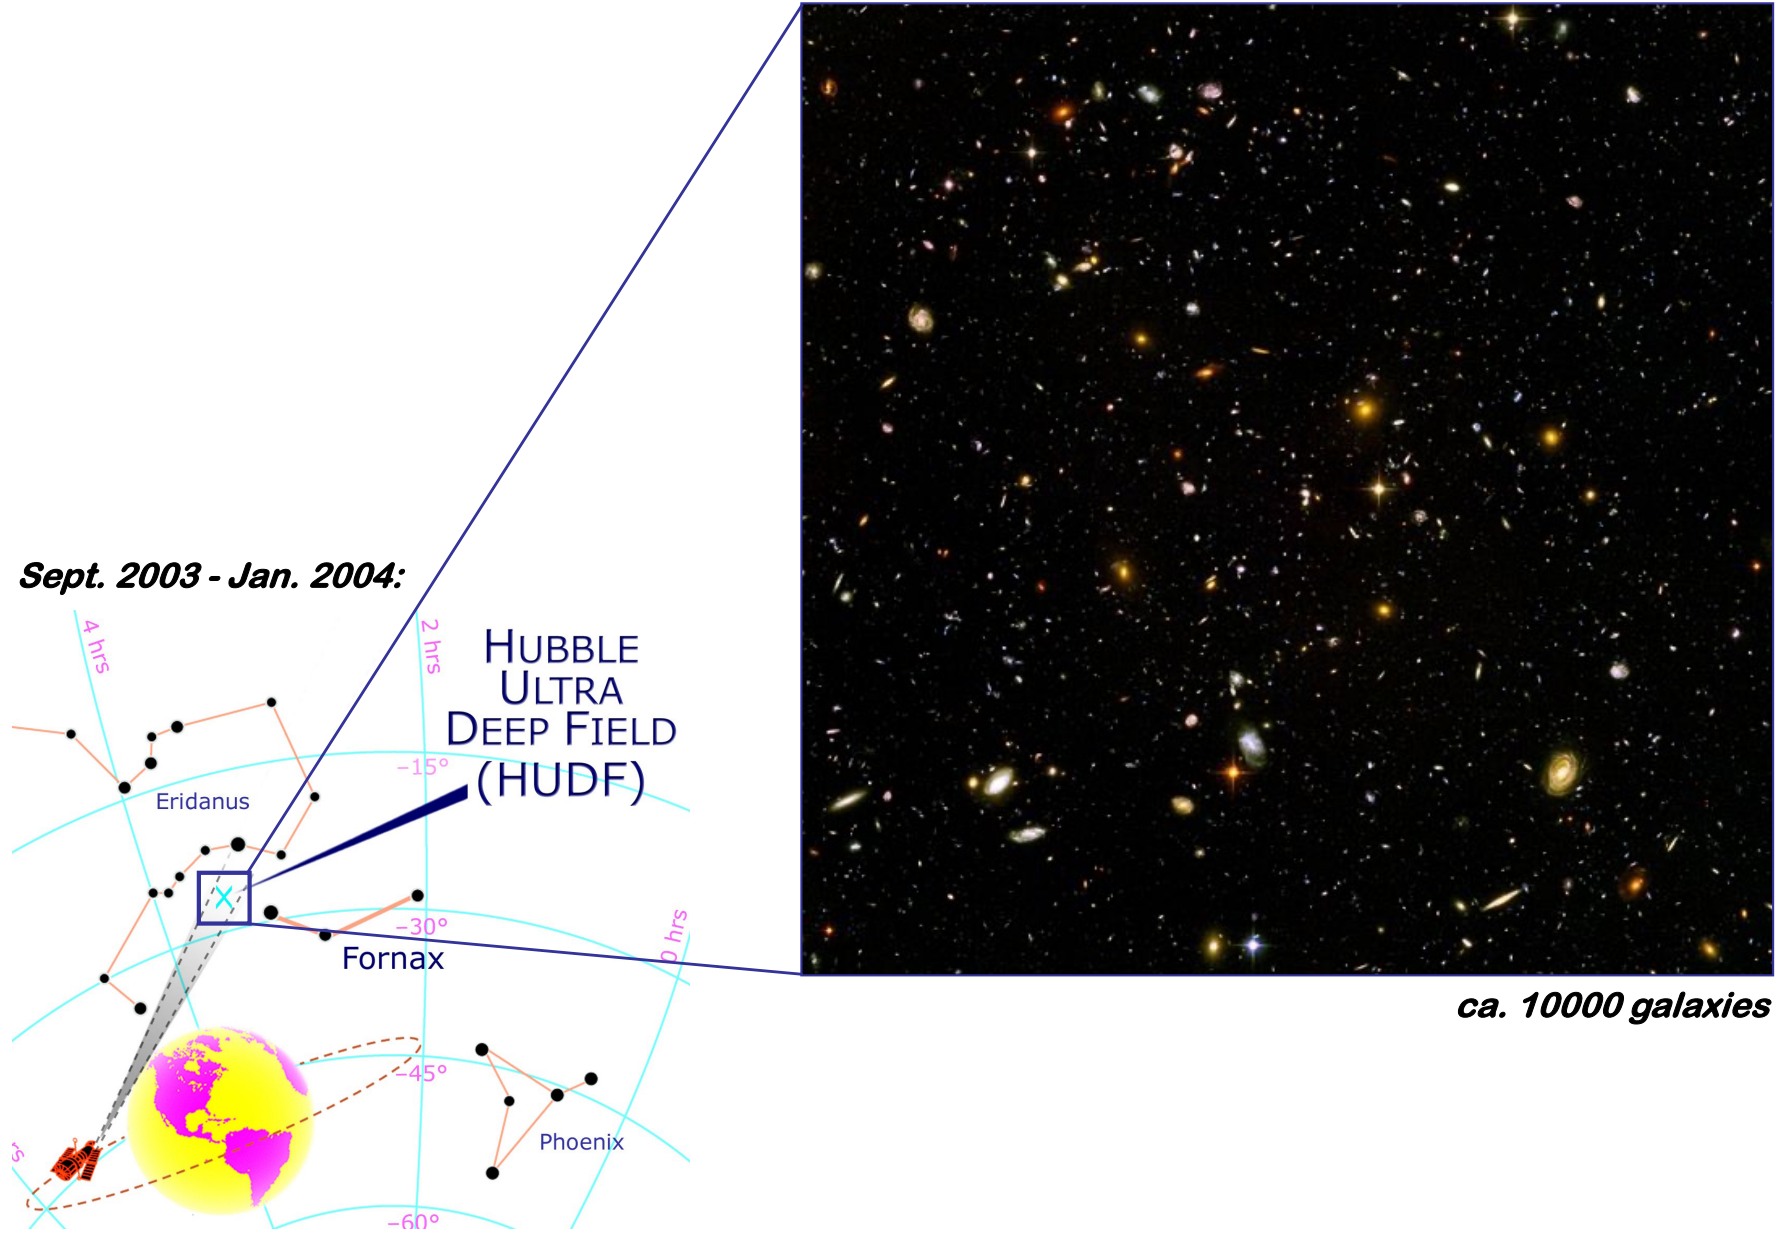 Sept. 2003 - Jan. 2004:
4 hrs
2 hrs
HUBBLE
ULTRA
DEEP FIELD
(HUDF)
–15°
Eridanus
–30°
0 hrs
Fornax
ca. 10000 galaxies
–45°
Phoenix
–60°